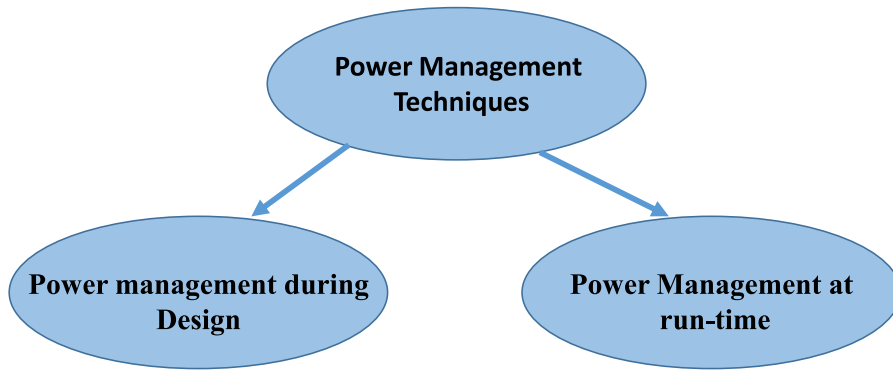 Power Management
Techniques
Power management during
Design
Power Management at
run-time